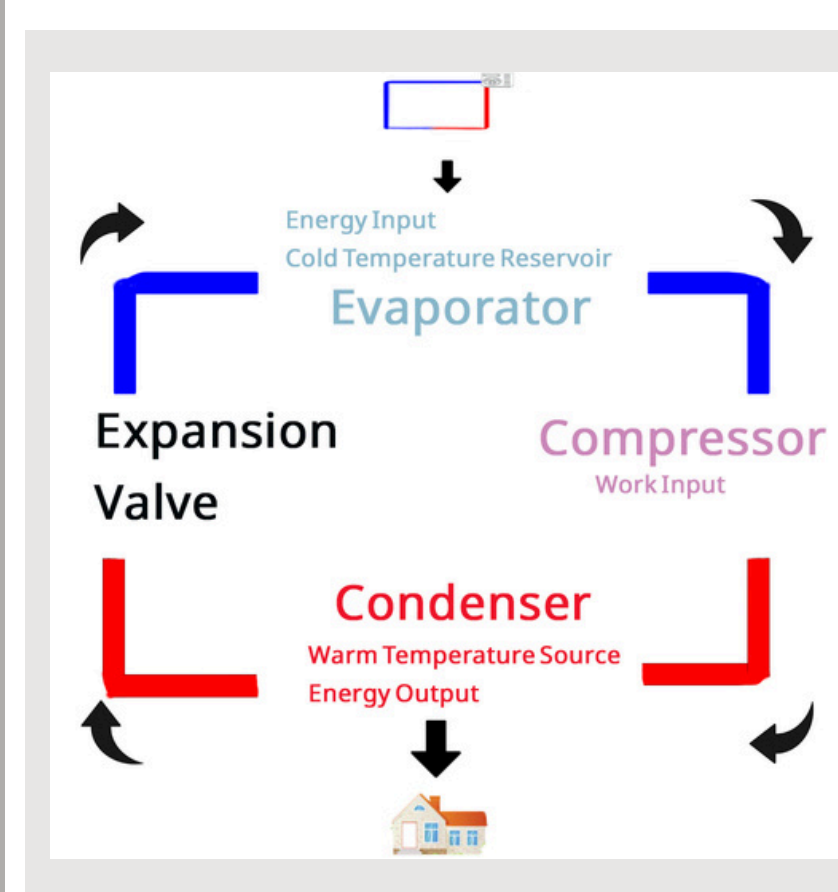 Energy Input
Cold Temperature Reservoir
Evaporator
Expansion
Valve
Compressor
Work Input
Condenser
Warm Temperature Source
Energy Output